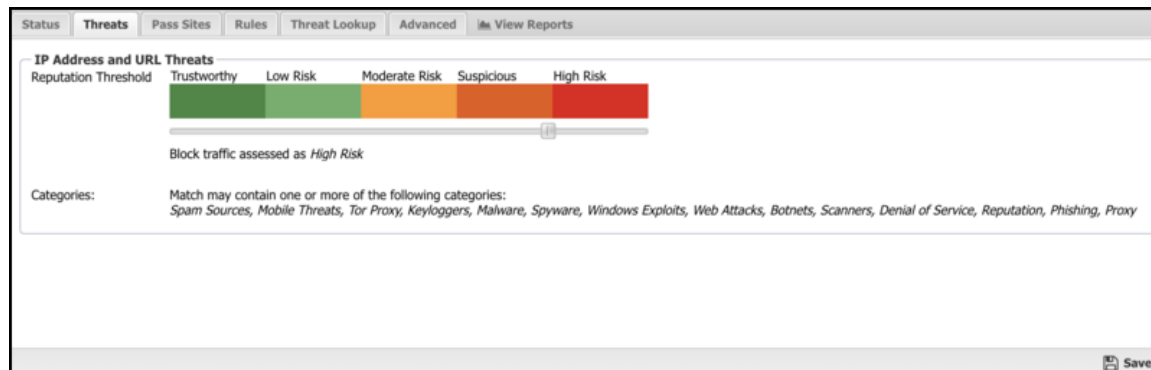 Status Threats Pass Sites Rules Threat Lookup Advanced View Reports
IP Address and URL Threats
Reputation Threshold Trustworthy Low Risk Moderate Risk Suspicious High Risk
Block traffic assessed as High Risk
Categories: Match may contain one or more of the following categories:
Spam Sources, Mobile Threats, Tor Proxy, Keyloggers, Malware, Spyware, Windows Exploits, Web Attacks, Botnets, Scanners, Denial of Service, Reputation, Phishing, Proxy
Save